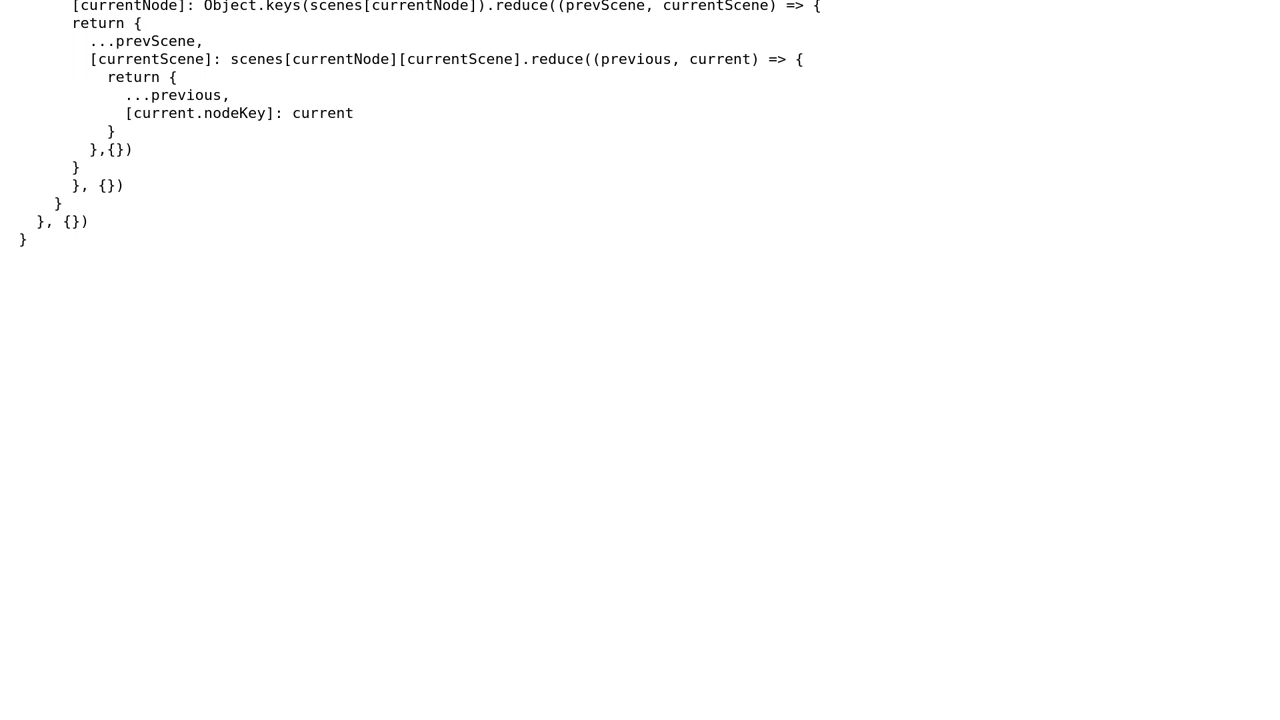 [currentNode]: Object.keys(scenes[currentNode]).reduce((prevScene, currentScene) => {
return {
...prevScene,
[currentScene]: scenes[currentNode][currentScene].reduce((previous, current) => {
return {
...previous,
[current.nodeKey]: current
}
},{})
}
}, {})
}
}, {})
}